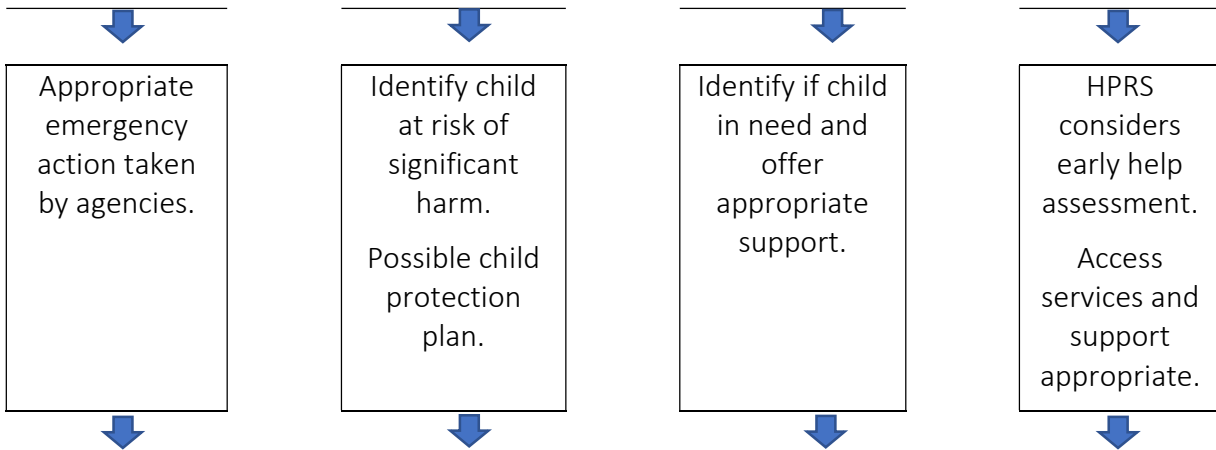 Appropriate
emergency
action taken
by agencies.
Identify child
at risk of
significant
harm.
Possible child
protection
plan.
Identify if child
in need and
offer
appropriate
support.
HPRS
considers
early help
assessment.
Access
services and
support
appropriate.